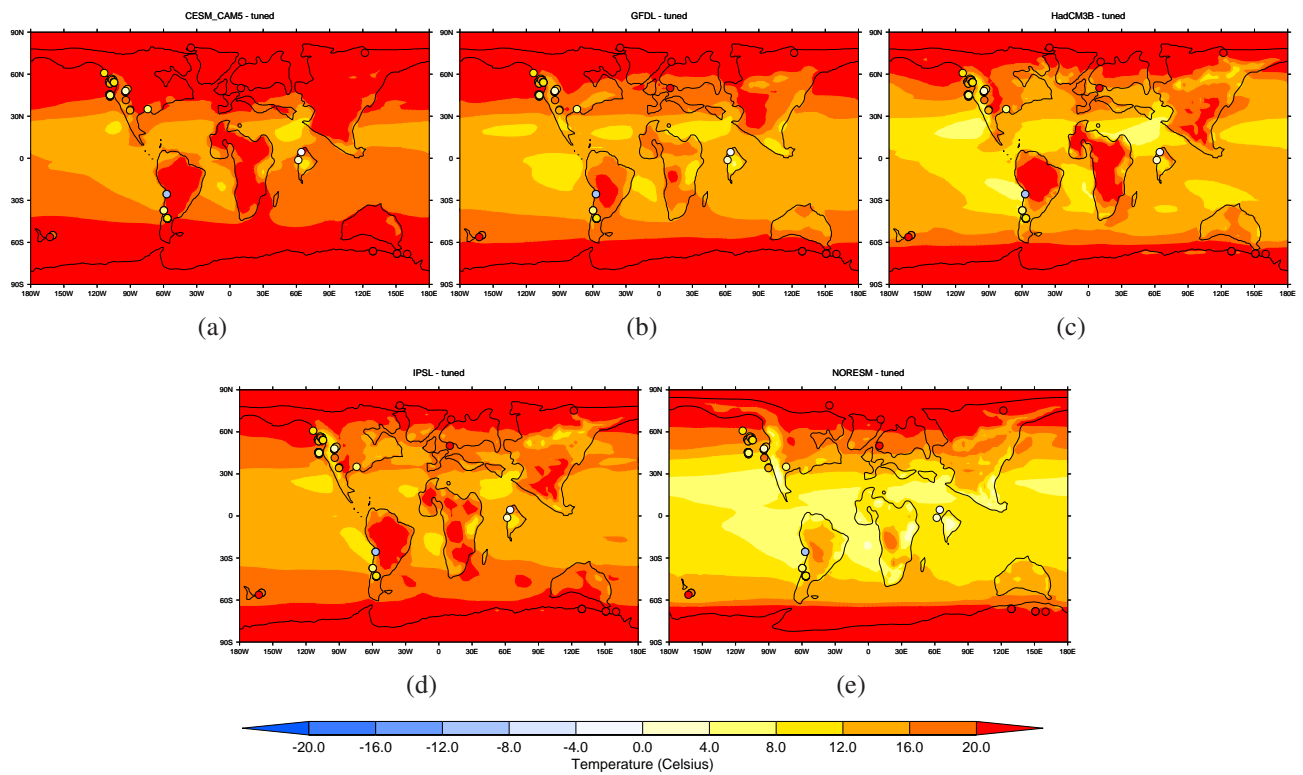 CESM_CAM5 - tuned
GFDL - tuned
HadCM3B - tuned
90N
60N
30N
0
30S
60S
90S
180W 150W 120W 90W 60W 30W 0 30E 60E 90E 120E 150E 180E
90N
60N
30N
0
30S
60S
90S
180W 150W 120W 90W 60W 30W 0 30E 60E 90E 120E 150E 180E
90N
60N
30N
0
30S
60S
90S
180W 150W 120W 90W 60W 30W 0 30E 60E 90E 120E 150E 180E
(a)
(b)
(c)
IPSL - tuned
NORESM - tuned
90N
60N
30N
0
30S
60S
90S
180W 150W 120W 90W 60W 30W 0 30E 60E 90E 120E 150E 180E
90N
60N
30N
0
30S
60S
90S
180W 150W 120W 90W 60W 30W 0 30E 60E 90E 120E 150E 180E
(d)
(e)
-20.0 -16.0 -12.0 -8.0 -4.0 0.0 4.0 8.0 12.0 16.0 20.0
Temperature (Celsius)